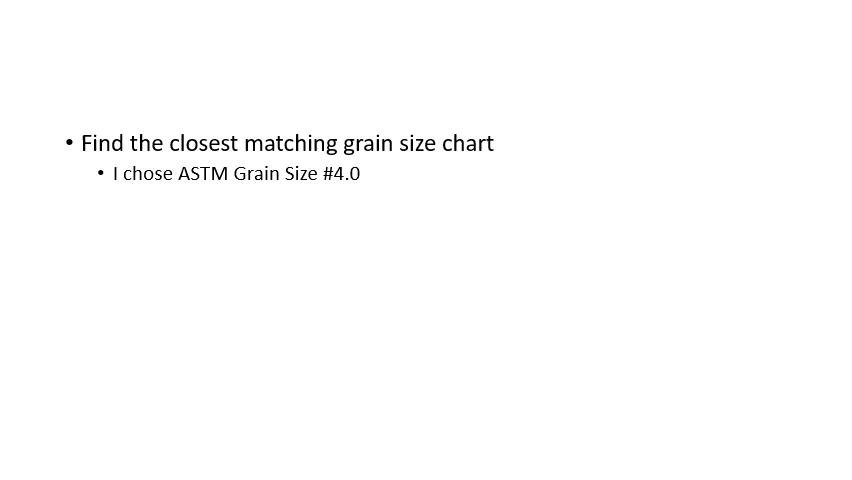 • Find the closest matching grain size chart
• I chose ASTM Grain Size #4.0